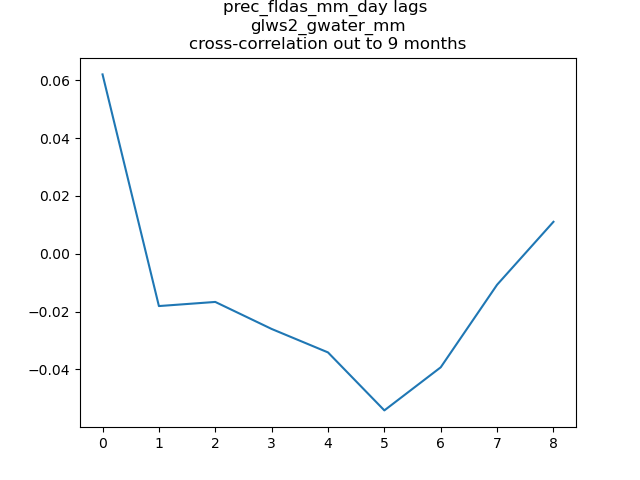 prec_fldas_mm_day lags
glws2_gwater_mm
cross-correlation out to 9 months
0.06
0.04
0.02
0.00
−0.02
−0.04
0 1 2 3 4 5 6 7 8